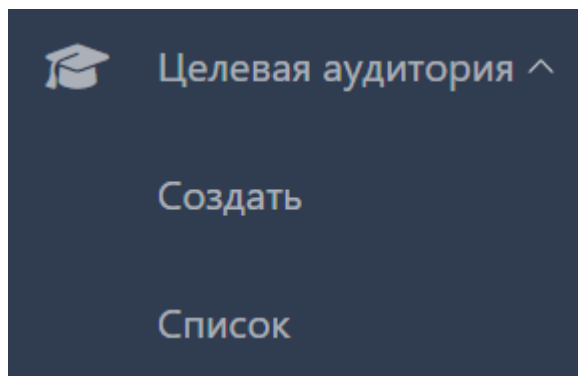 Целевая аудитория
Создать
Список